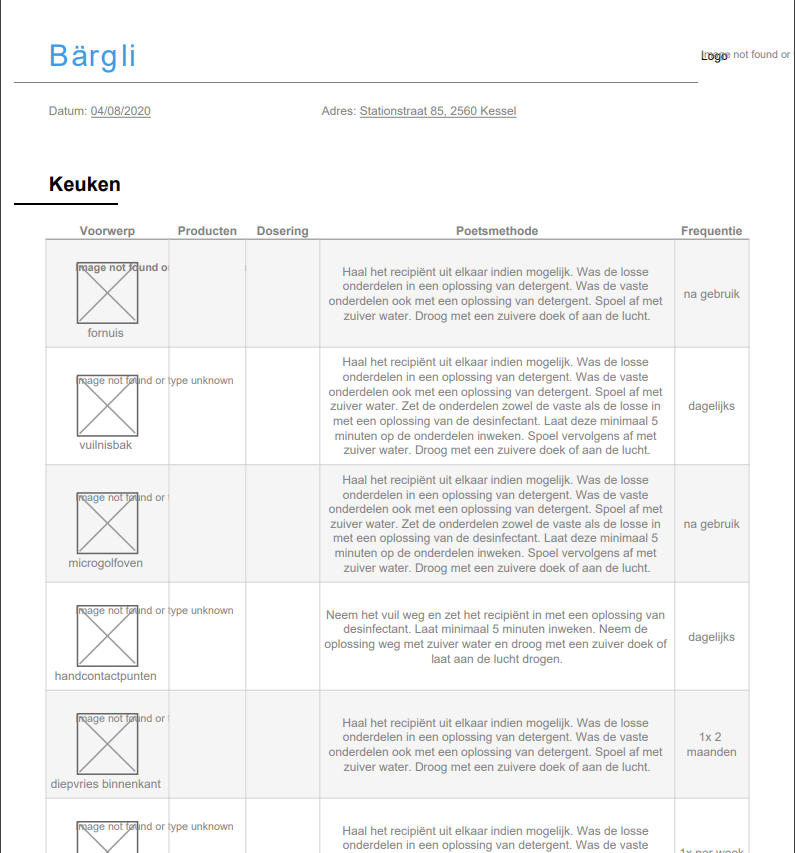 Bärgli
Image not found or
Logo
Datum: 04/08/2020 Adres: Stationstraat 85, 2560 Kessel
Keuken
Voorwerp Producten Dosering Poetsmethode Frequentie
Image not found or
fornuis
Haal het recipiënt uit elkaar indien mogelijk. Was de losse
onderdelen in een oplossing van detergent. Was de vaste
onderdelen ook met een oplossing van detergent. Spoel af met
zuiver water. Droog met een zuivere doek of aan de lucht.
na gebruik
Image not found or type unknown
vuilnisbak
Haal het recipiënt uit elkaar indien mogelijk. Was de losse
onderdelen in een oplossing van detergent. Was de vaste
onderdelen ook met een oplossing van detergent. Spoel af met
zuiver water. Zet de onderdelen zowel de vaste als de losse in
met een oplossing van de desinfectant. Laat deze minimaal 5
minuten op de onderdelen inweken. Spoel vervolgens af met
zuiver water. Droog met een zuivere doek of aan de lucht.
dagelijks
Image not found or
microgolfoven
Haal het recipiënt uit elkaar indien mogelijk. Was de losse
onderdelen in een oplossing van detergent. Was de vaste
onderdelen ook met een oplossing van detergent. Spoel af met
zuiver water. Zet de onderdelen zowel de vaste als de losse in
met een oplossing van de desinfectant. Laat deze minimaal 5
minuten op de onderdelen inweken. Spoel vervolgens af met
zuiver water. Droog met een zuivere doek of aan de lucht.
na gebruik
Image not found or type unknown
handcontactpunten
Neem het vuil weg en zet het recipiënt in met een oplossing van
desinfectant. Laat minimaal 5 minuten inweken. Neem de
oplossing weg met zuiver water en droog met een zuiver doek of
laat aan de lucht drogen.
dagelijks
Image not found or
diepvries binnenkant
Haal het recipiënt uit elkaar indien mogelijk. Was de losse
onderdelen in een oplossing van detergent. Was de vaste
onderdelen ook met een oplossing van detergent. Spoel af met
zuiver water. Droog met een zuivere doek of aan de lucht.
1x 2
maanden
Image not found or type unknown
Haal het recipiënt uit elkaar indien mogelijk. Was de losse
onderdelen in een oplossing van detergent. Was de vaste
1x per week